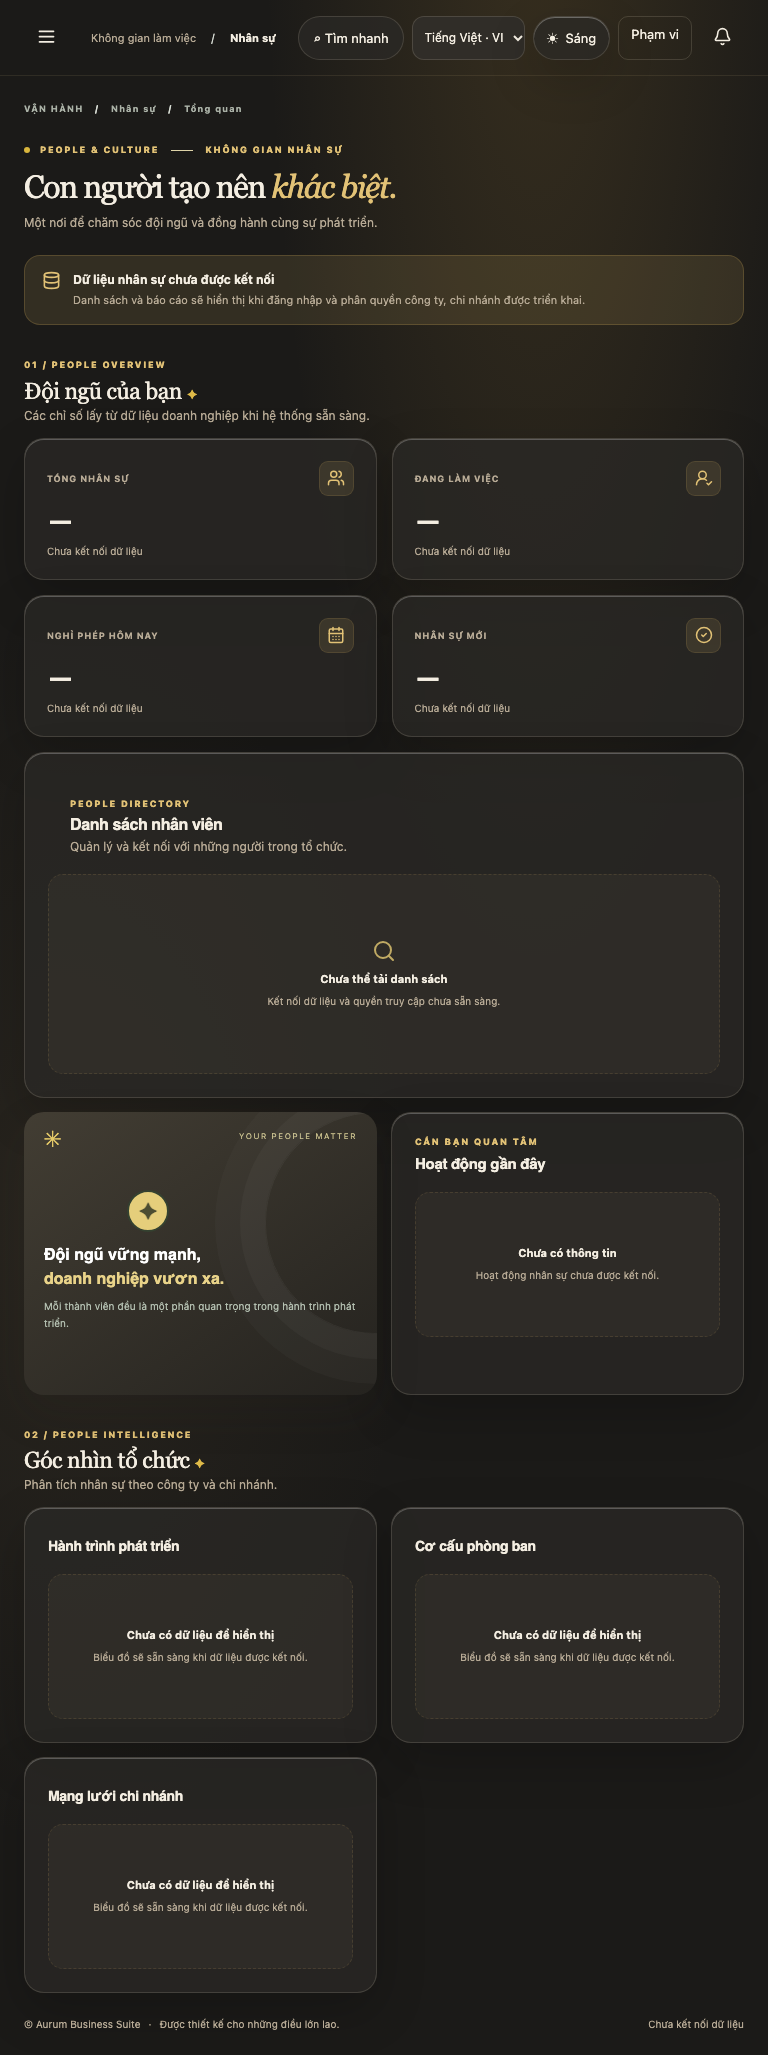 Không gian làm việc / Nhân sự
Tìm nhanh
Tiếng Việt · VI
Sáng
Phạm vi
VẬN HÀNH / Nhân sự / Tổng quan
PEOPLE & CULTURE — KHÔNG GIAN NHÂN SỰ
Con người tạo nên khác biệt.
Một nơi để chăm sóc đội ngũ và đồng hành cùng sự phát triển.
Dữ liệu nhân sự chưa được kết nối
Danh sách và báo cáo sẽ hiển thị khi đăng nhập và phân quyền công ty, chi nhánh được triển khai.
01 / PEOPLE OVERVIEW
Đội ngũ của bạn
Các chỉ số lấy từ dữ liệu doanh nghiệp khi hệ thống sẵn sàng.
TỔNG NHÂN SỰ
—
Chưa kết nối dữ liệu
ĐANG LÀM VIỆC
—
Chưa kết nối dữ liệu
NGHỈ PHÉP HÔM NAY
—
Chưa kết nối dữ liệu
NHÂN SỰ MỚI
—
Chưa kết nối dữ liệu
PEOPLE DIRECTORY
Danh sách nhân viên
Quản lý và kết nối với những người trong tổ chức.
Chưa thể tải danh sách
Kết nối dữ liệu và quyền truy cập chưa sẵn sàng.
YOUR PEOPLE MATTER
Đội ngũ vững mạnh,
doanh nghiệp vươn xa.
Mỗi thành viên đều là một phần quan trọng trong hành trình phát
triển.
CẦN BẠN QUAN TÂM
Hoạt động gần đây
Chưa có thông tin
Hoạt động nhân sự chưa được kết nối.
02 / PEOPLE INTELLIGENCE
Góc nhìn tổ chức
Phân tích nhân sự theo công ty và chi nhánh.
Hành trình phát triển
Chưa có dữ liệu để hiển thị
Biểu đồ sẽ sẵn sàng khi dữ liệu được kết nối.
Cơ cấu phòng ban
Chưa có dữ liệu để hiển thị
Biểu đồ sẽ sẵn sàng khi dữ liệu được kết nối.
Mạng lưới chi nhánh
Chưa có dữ liệu để hiển thị
Biểu đồ sẽ sẵn sàng khi dữ liệu được kết nối.
© Aurum Business Suite · Được thiết kế cho những điều lớn lao.
Chưa kết nối dữ liệu